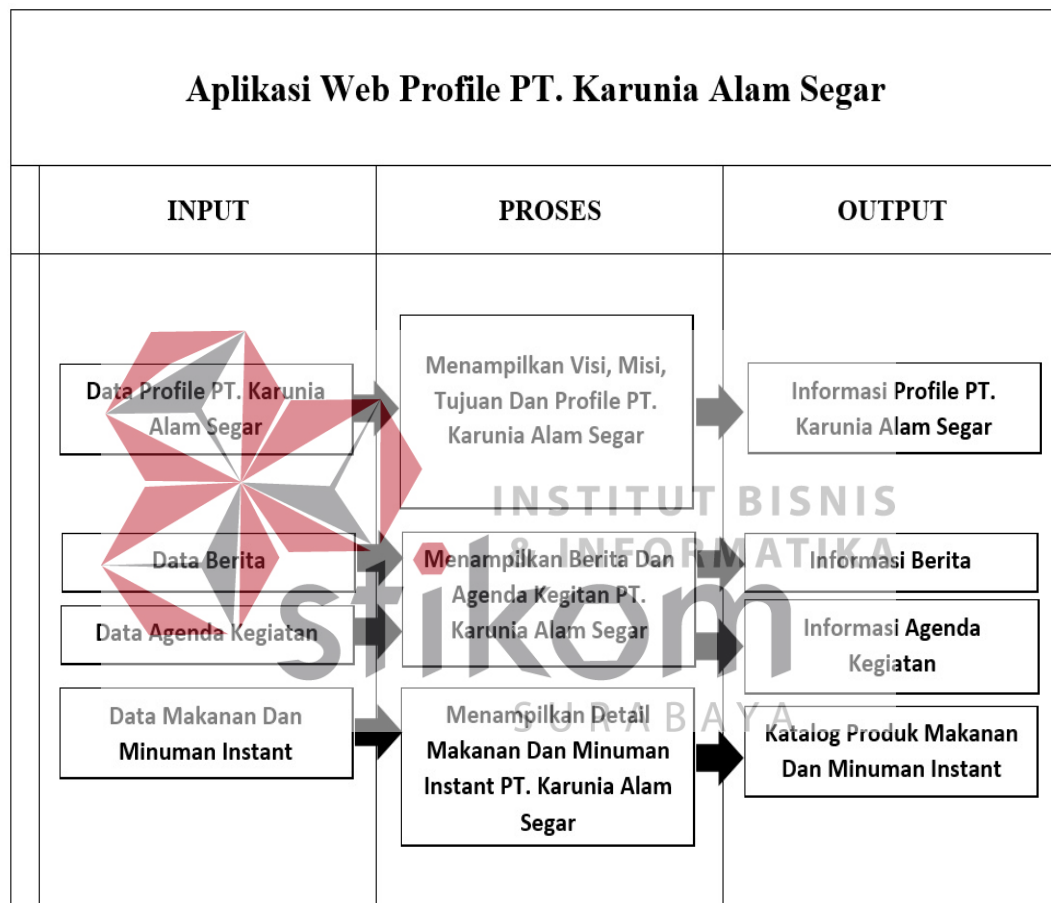 Aplikasi Web Profile PT. Karunia Alam Segar
INPUT
PROSES
OUTPUT
Data Profile PT. Karunia
Alam Segar
Menampilkan Visi, Misi,
Tujuan Dan Profile PT.
Karunia Alam Segar
Informasi Profile PT.
Karunia Alam Segar
INSTITUT BISNIS
& INFORMATIKA
stikom
SURABAYA
Data Berita
Data Agenda Kegiatan
Menampilkan Berita Dan
Agenda Kegitan PT.
Karunia Alam Segar
Informasi Berita
Informasi Agenda
Kegiatan
Data Makanan Dan
Minuman Instant
Menampilkan Detail
Makanan Dan Minuman
Instant PT. Karunia Alam
Segar
Katalog Produk Makanan
Dan Minuman Instant